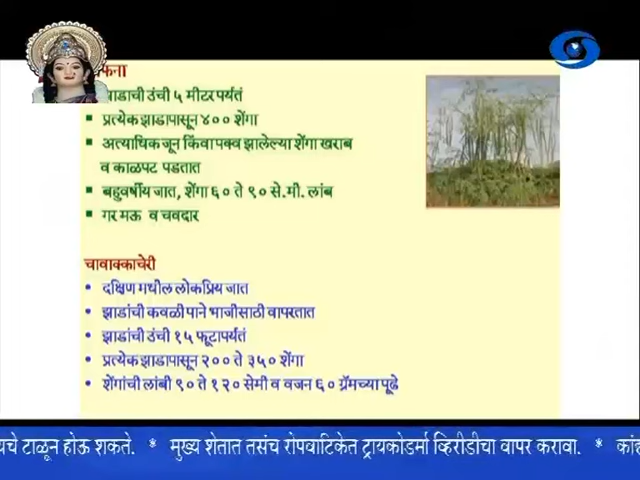 झाडाची उंची ५ मीटर पर्यंत
प्रत्येक झाडापासून ४०० शेंगा
अत्याधिक जून किंवा पक्व झालेल्या शेंगा खराब
व काळपट पडतात
बहुवर्षीय जात, शेंगा ६० ते ९० से.मी. लांब
गर मऊ व चवदार
चावाक्काचेरी
दक्षिण मधील लोकप्रिय जात
झाडांची कवळी पाने भाजीसाठी वापरतात
झाडांची उंची १५ फूटापर्यंत
प्रत्येक झाडापासून २०० ते ३५० शेंगा
शेंगांची लांबी ९० ते १२० सेमी व वजन ६० ग्रॅमच्या पूढे
टाळून होऊ शकते. * मुख्य शेतात तसंच रोपवाटिकेत ट्रायकोडर्मा व्हिरीडीचा वापर करावा. *